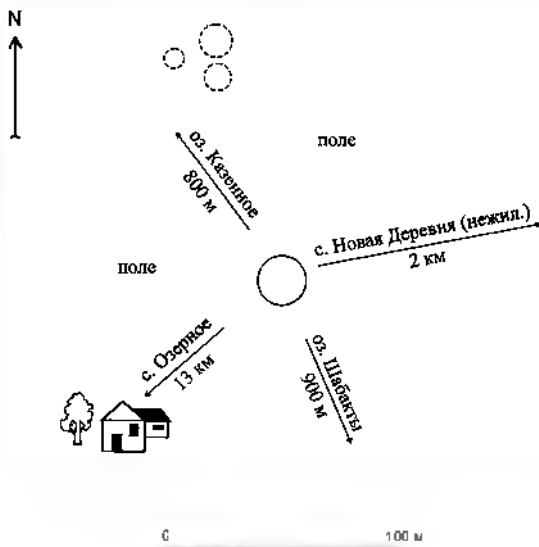 N
поле
оз. Казенное
800 м
с. Новая Деревня (нежил.)
2 км
поле
с. Озерное
13 км
оз. Шабакты
900 м
0 100 м